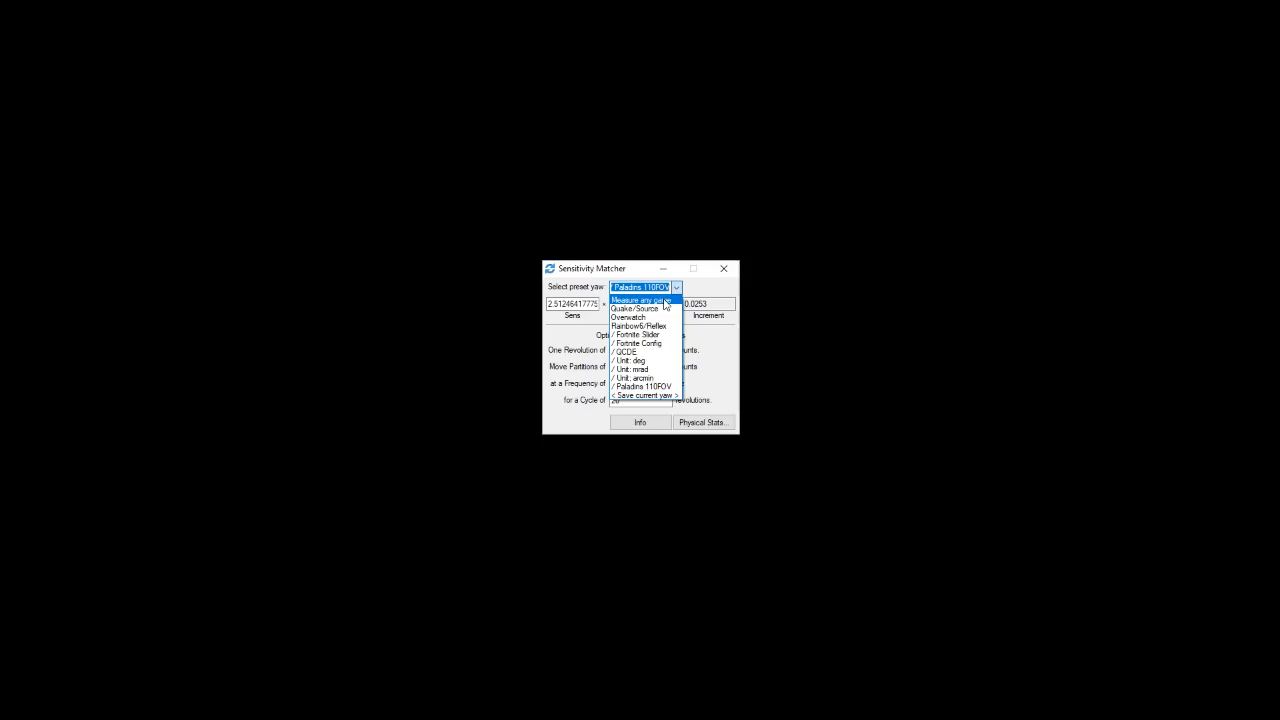 Sensitivity Matcher
Select preset yaw: / Paladins 110FOV
Measure any game
2.51246417775 * 0.0253
Quake/Source
Sens Increment
Overwatch
Rainbow6/Reflex
/ Fortnite Slider
/ Fortnite Config
One Revolution of
/ QCDE
/ Unit: deg
Move Partitions of
/ Unit: mrad
/ Unit: arcmin
at a Frequency of
/ Paladins 110FOV
< Save current yaw >
for a Cycle of revolutions.
Info Physical Stats...